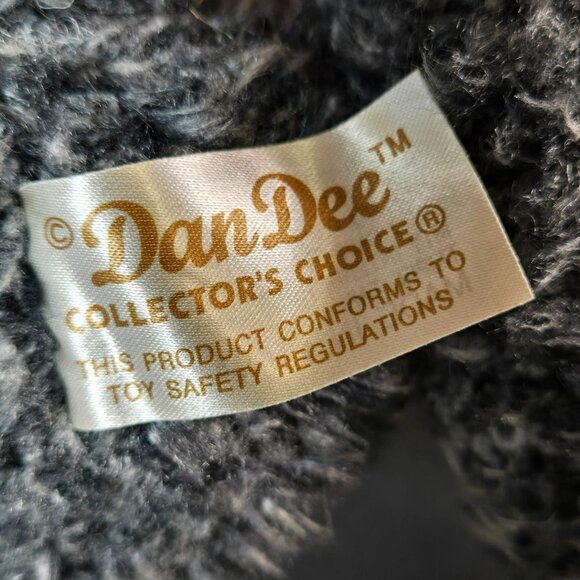 © DanDee™
COLLECTOR'S CHOICE®
THIS PRODUCT CONFORMS TO
TOY SAFETY REGULATIONS